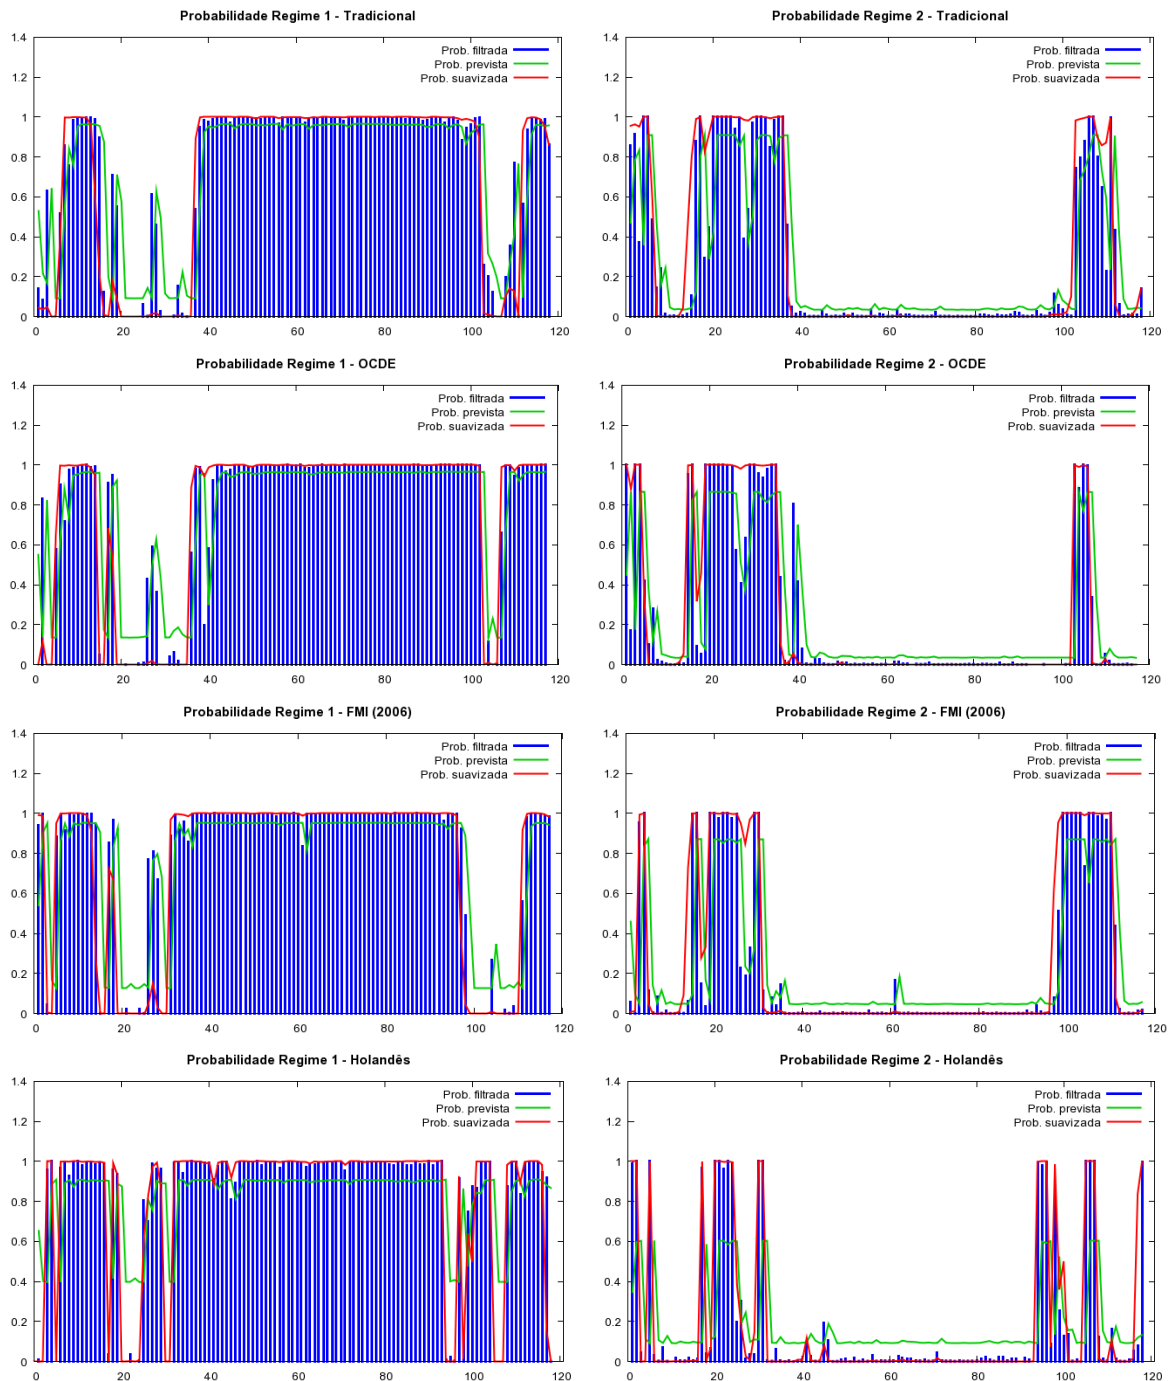 Probabilidade Regime 1 - Tradicional
1.4
1.2
1
0.8
0.6
0.4
0.2
0
Prob. filtrada
Prob. prevista
Prob. suavizada
0 20 40 60 80 100 120
Probabilidade Regime 2 - Tradicional
1.4
1.2
1
0.8
0.6
0.4
0.2
0
Prob. filtrada
Prob. prevista
Prob. suavizada
0 20 40 60 80 100 120
Probabilidade Regime 1 - OCDE
1.4
1.2
1
0.8
0.6
0.4
0.2
0
Prob. filtrada
Prob. prevista
Prob. suavizada
0 20 40 60 80 100 120
Probabilidade Regime 2 - OCDE
1.4
1.2
1
0.8
0.6
0.4
0.2
0
Prob. filtrada
Prob. prevista
Prob. suavizada
0 20 40 60 80 100 120
Probabilidade Regime 1 - FMI (2006)
1.4
1.2
1
0.8
0.6
0.4
0.2
0
Prob. filtrada
Prob. prevista
Prob. suavizada
0 20 40 60 80 100 120
Probabilidade Regime 2 - FMI (2006)
1.4
1.2
1
0.8
0.6
0.4
0.2
0
Prob. filtrada
Prob. prevista
Prob. suavizada
0 20 40 60 80 100 120
Probabilidade Regime 1 - Holandês
1.4
1.2
1
0.8
0.6
0.4
0.2
0
Prob. filtrada
Prob. prevista
Prob. suavizada
0 20 40 60 80 100 120
Probabilidade Regime 2 - Holandês
1.4
1.2
1
0.8
0.6
0.4
0.2
0
Prob. filtrada
Prob. prevista
Prob. suavizada
0 20 40 60 80 100 120